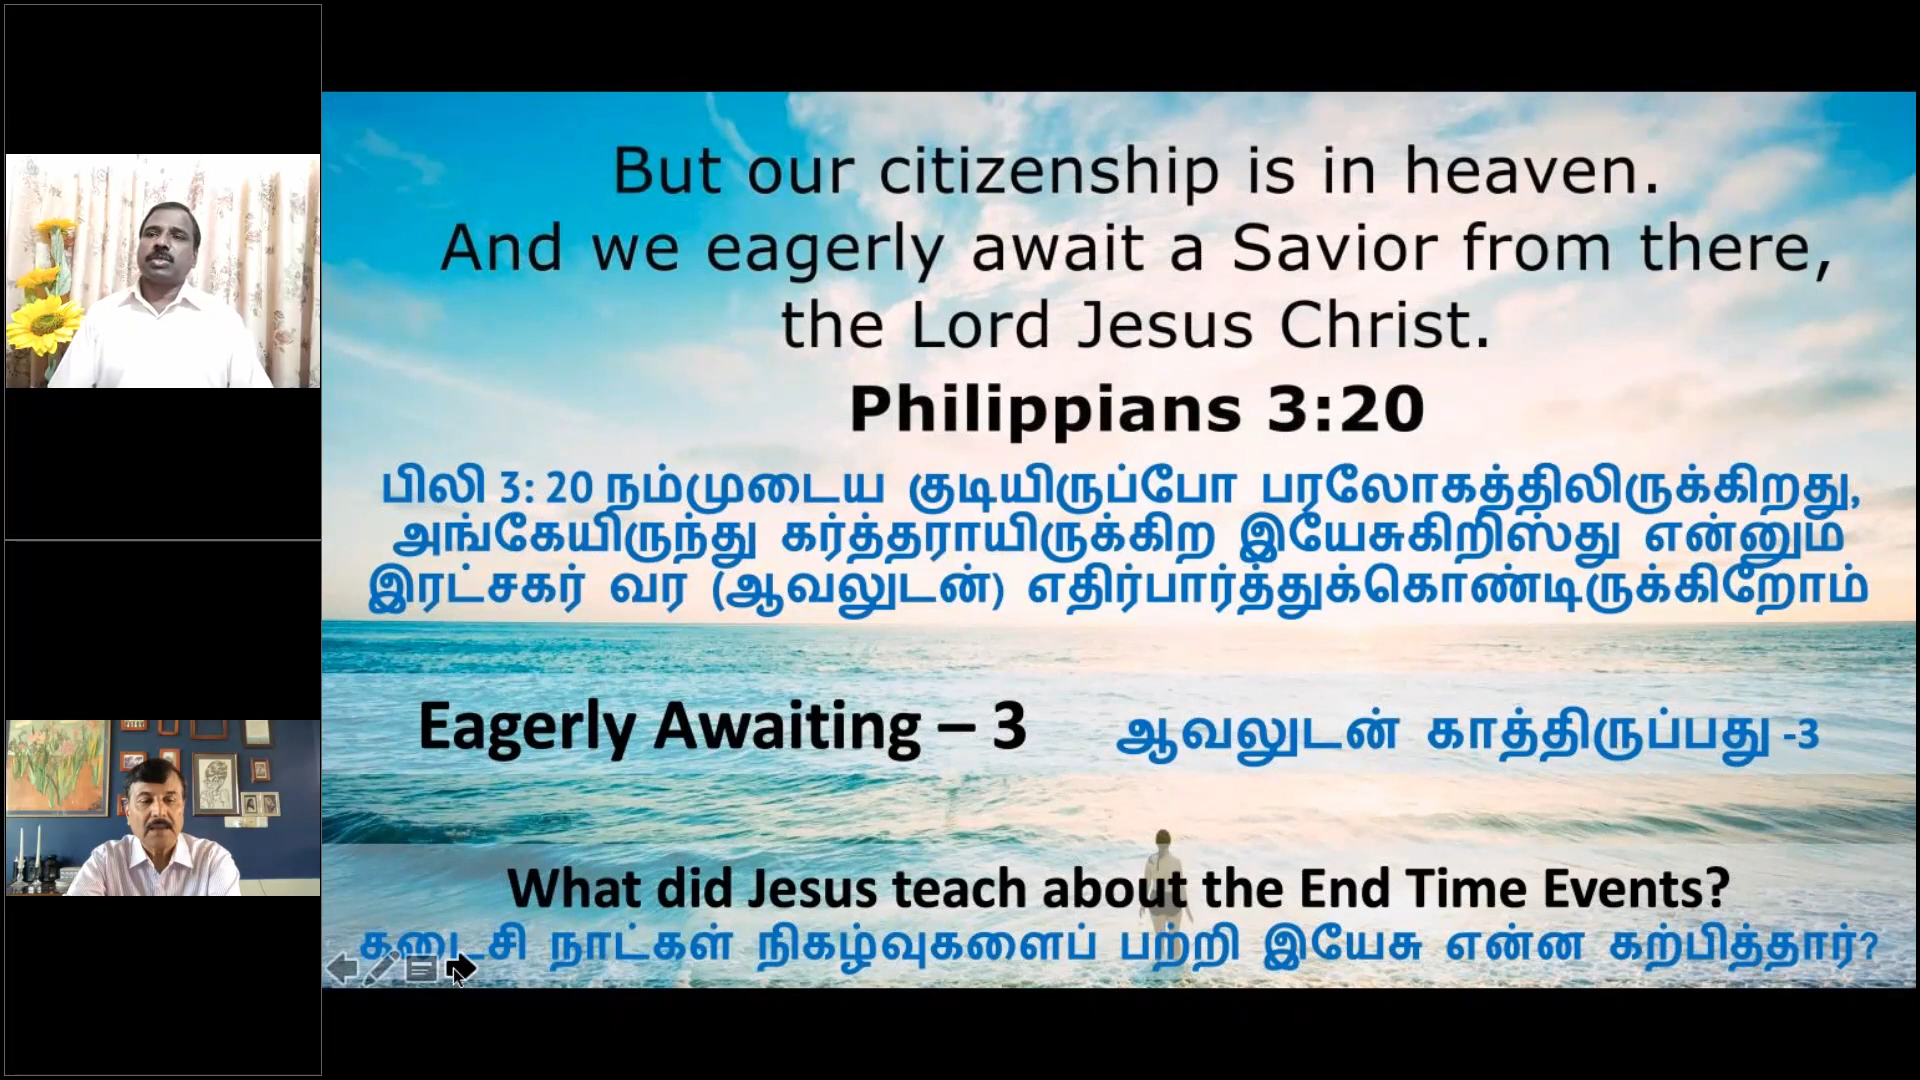 But our citizenship is in heaven.
And we eagerly await a Savior from there,
the Lord Jesus Christ.
Philippians 3:20
பிலி 3: 20 நம்முடைய குடியிருப்போ பரலோகத்திலிருக்கிறது,
அங்கேயிருந்து கர்த்தராயிருக்கிற இயேசுகிறிஸ்து என்னும்
இரட்சகர் வர (ஆவலுடன்) எதிர்பார்த்துக்கொண்டிருக்கிறோம்
Eagerly Awaiting – 3 ஆவலுடன் காத்திருப்பது -3
What did Jesus teach about the End Time Events?
கடைசி நாட்கள் நிகழ்வுகளைப் பற்றி இயேசு என்ன கற்பித்தார்?